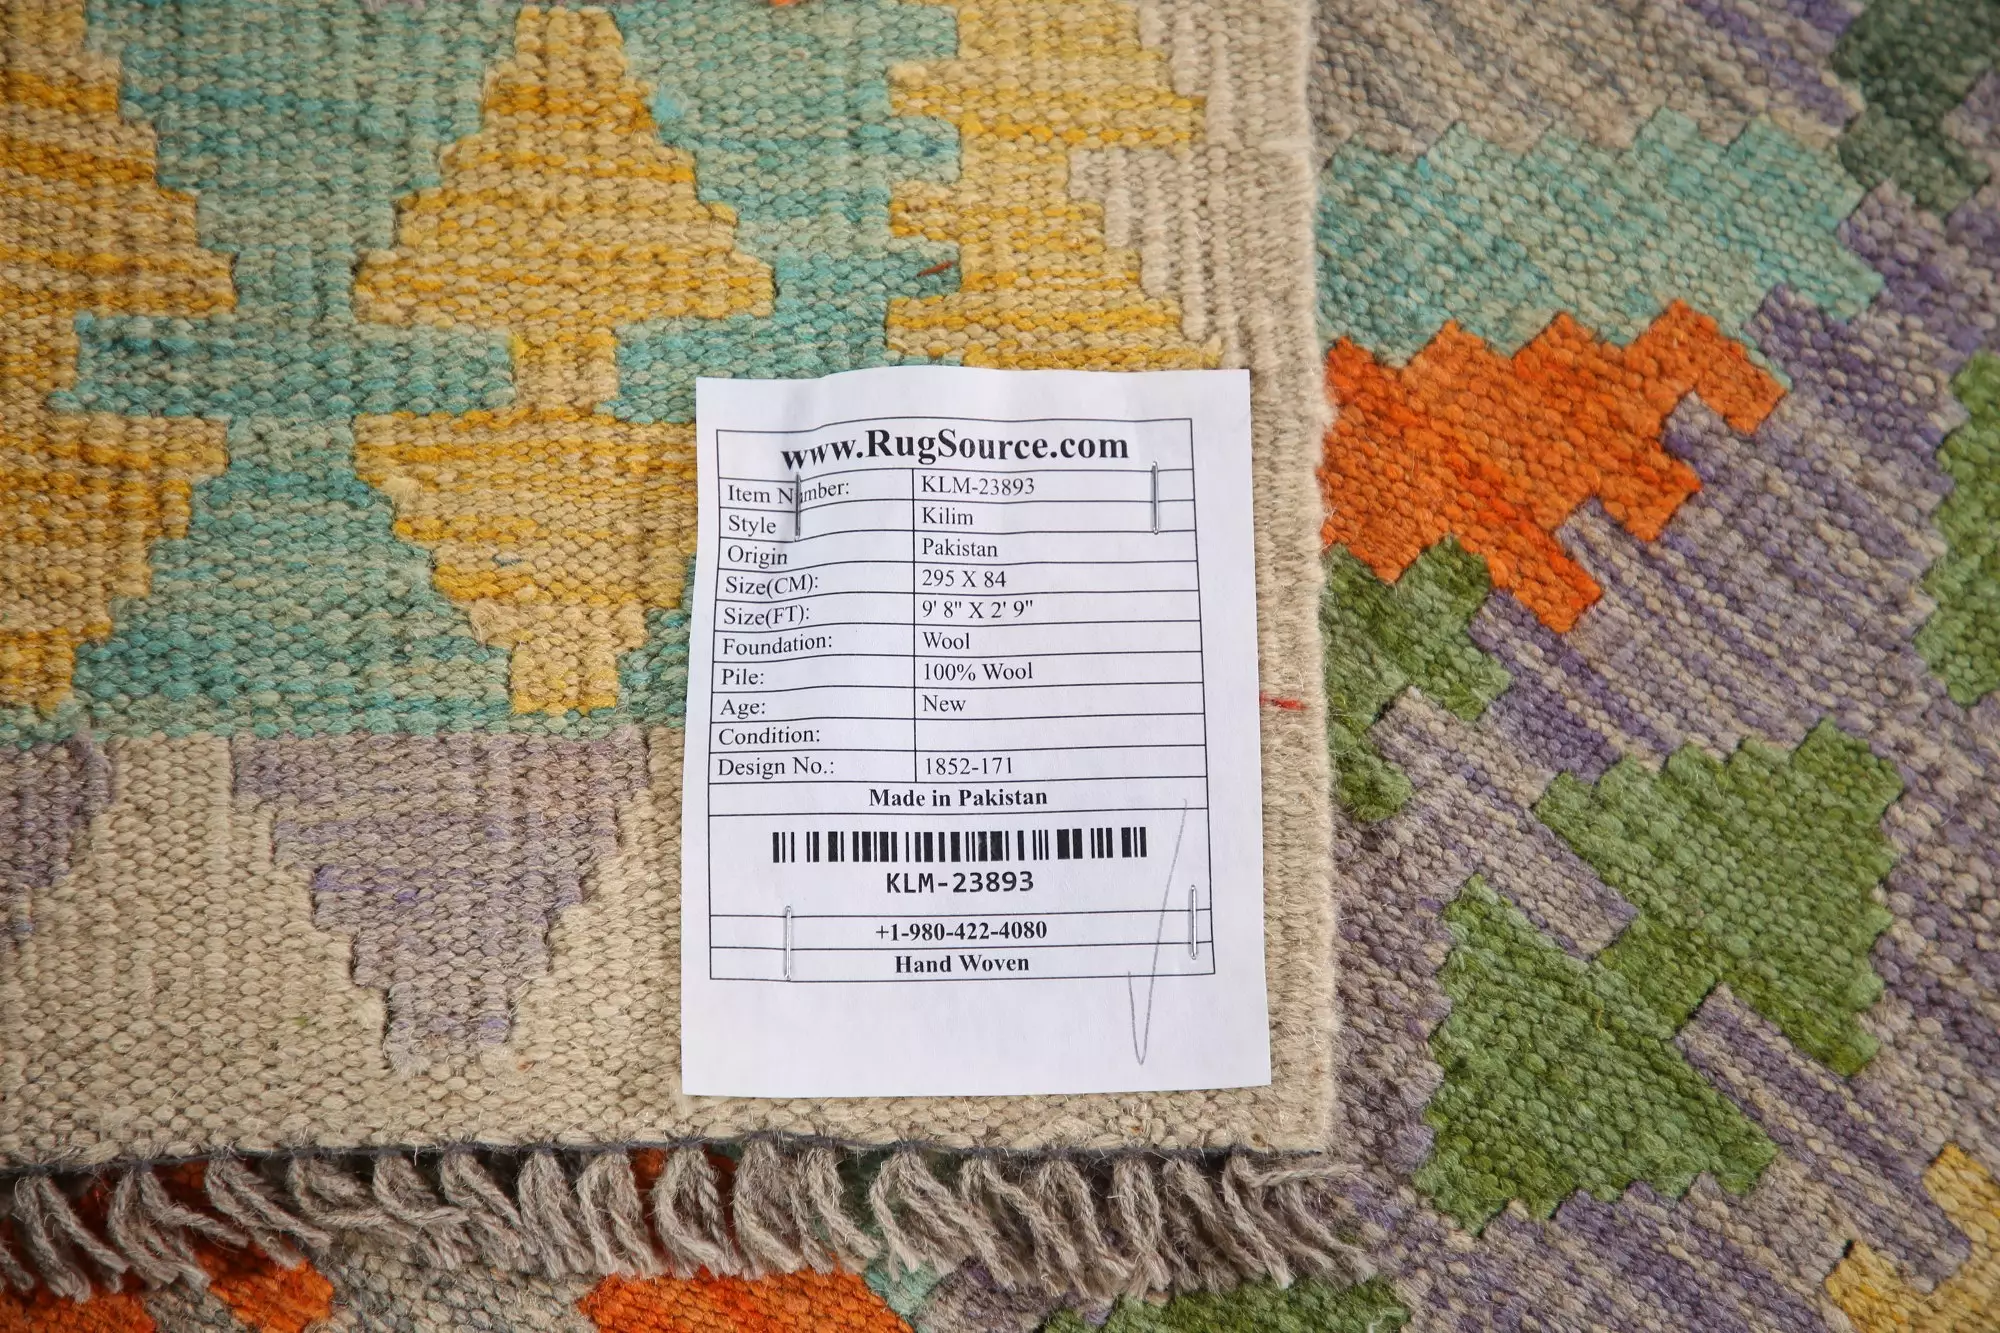 www.RugSource.com
Item Number: KLM-23893
Style Kilim
Origin Pakistan
Size(CM): 295 X 84
Size(FT): 9' 8" X 2' 9"
Foundation: Wool
Pile: 100% Wool
Age: New
Condition:
Design No.: 1852-171
Made in Pakistan
KLM-23893
+1-980-422-4080
Hand Woven